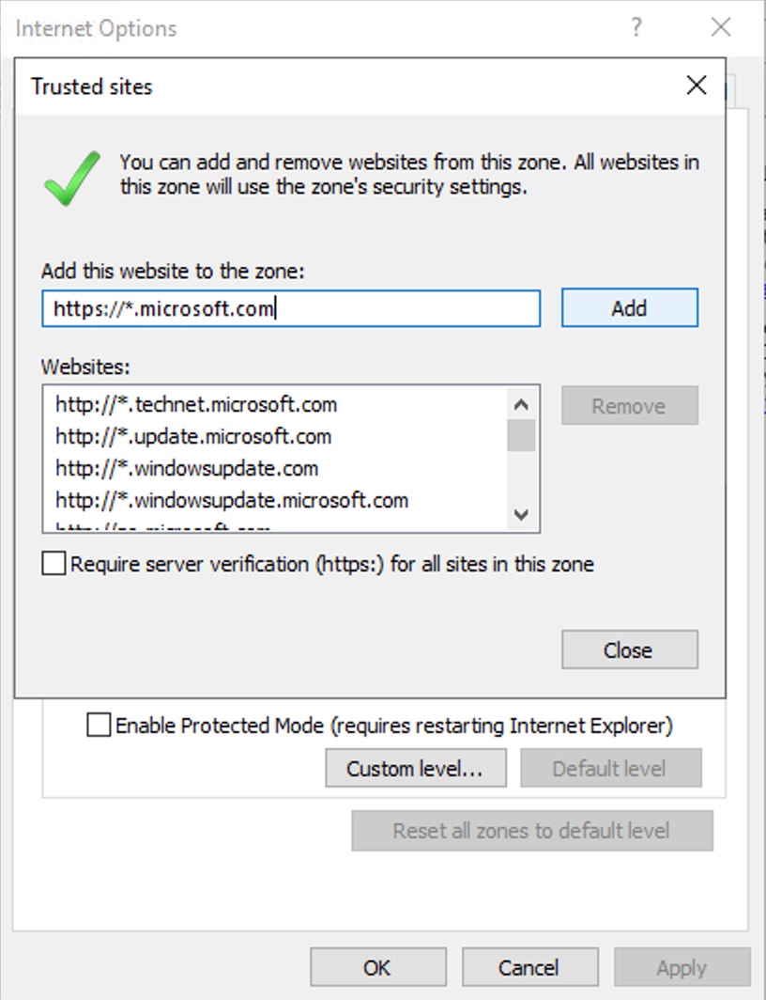 Internet Options
?
Trusted sites
You can add and remove websites from this zone. All websites in
this zone will use the zone's security settings.
Add this website to the zone:
https://*.microsoft.com
Add
Websites:
http://*.technet.microsoft.com
http://*.update.microsoft.com
http://*.windowsupdate.com
http://*.windowsupdate.microsoft.com
Remove
Require server verification (https:) for all sites in this zone
Close
Enable Protected Mode (requires restarting Internet Explorer)
Custom level...
Default level
Reset all zones to default level
OK
Cancel
Apply